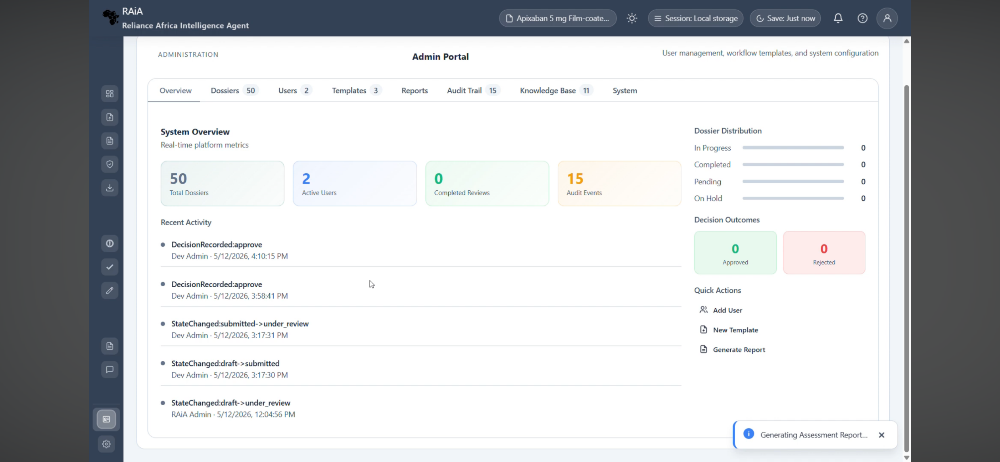 RAiA
Reliance Africa Intelligence Agent
Apixaban 5 mg Film-coate...
Session: Local storage
Save: Just now
ADMINISTRATION
Admin Portal
User management, workflow templates, and system configuration
Overview
Dossiers 50
Users 2
Templates 3
Reports
Audit Trail 15
Knowledge Base 11
System
System Overview
Real-time platform metrics
50
Total Dossiers
2
Active Users
0
Completed Reviews
15
Audit Events
Recent Activity
DecisionRecorded:approve
Dev Admin · 5/12/2026, 4:10:15 PM
DecisionRecorded:approve
Dev Admin · 5/12/2026, 3:58:41 PM
StateChanged:submitted->under_review
Dev Admin · 5/12/2026, 3:17:31 PM
StateChanged:draft->submitted
Dev Admin · 5/12/2026, 3:17:30 PM
StateChanged:draft->under_review
RAiA Admin · 5/12/2026, 12:04:56 PM
Dossier Distribution
In Progress 0
Completed 0
Pending 0
On Hold 0
Decision Outcomes
0
Approved
0
Rejected
Quick Actions
Add User
New Template
Generate Report
Generating Assessment Report...